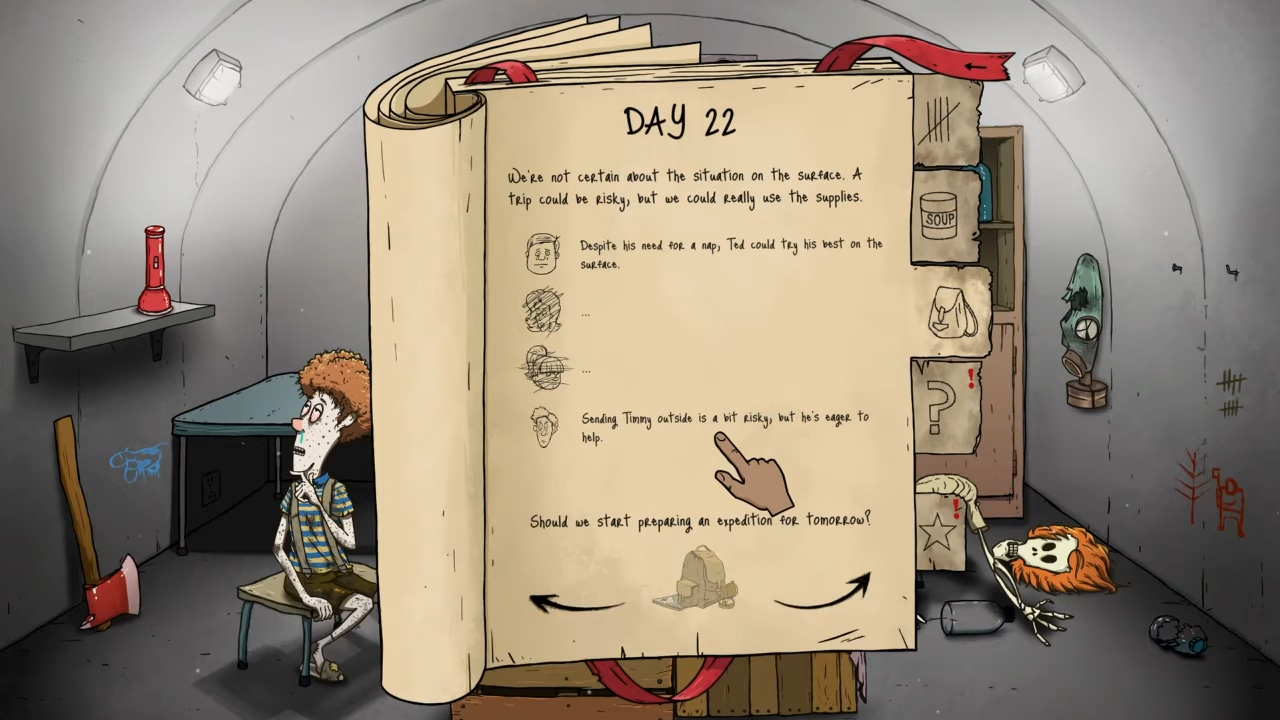 DAY 22
We're not certain about the situation on the surface. A
trip could be risky, but we could really use the supplies.
Despite his need for a nap, Ted could try his best on the
surface.
...
...
Sending Timmy outside is a bit risky, but he's eager to
help.
Should we start preparing an expedition for tomorrow?
SOUP
?
!
!